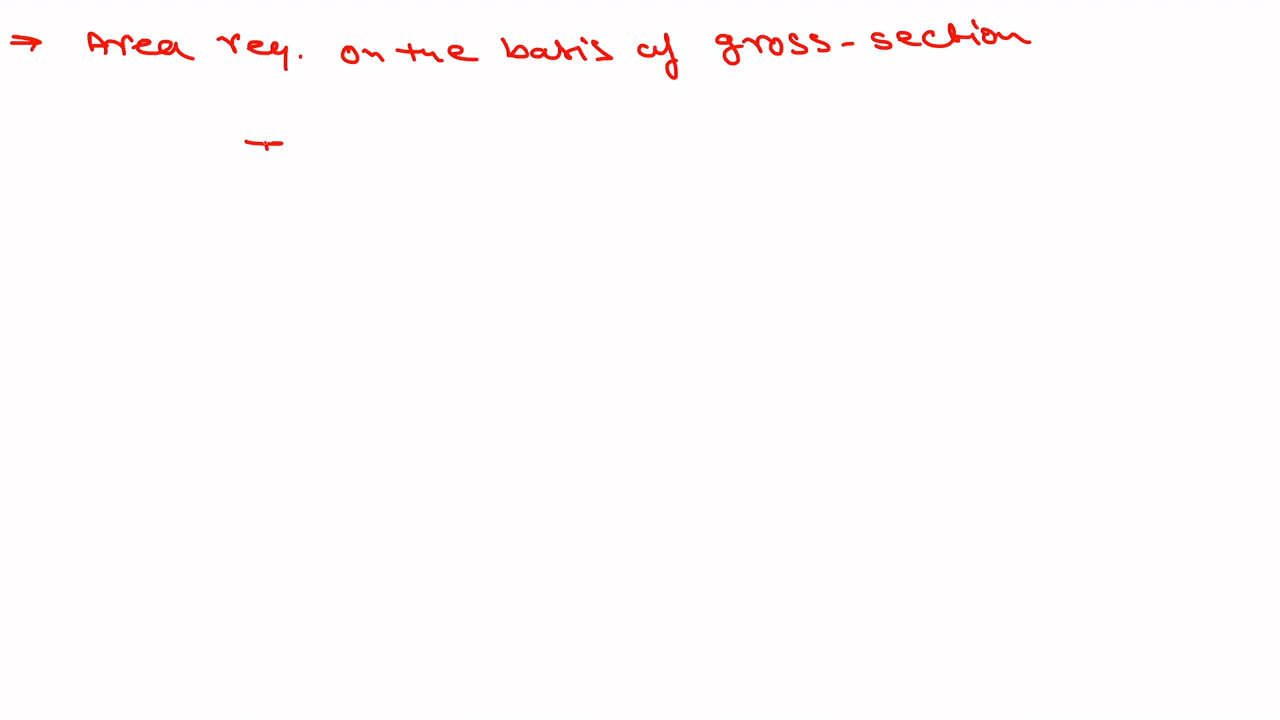 ⇒ Area req. on the basis of gross-section